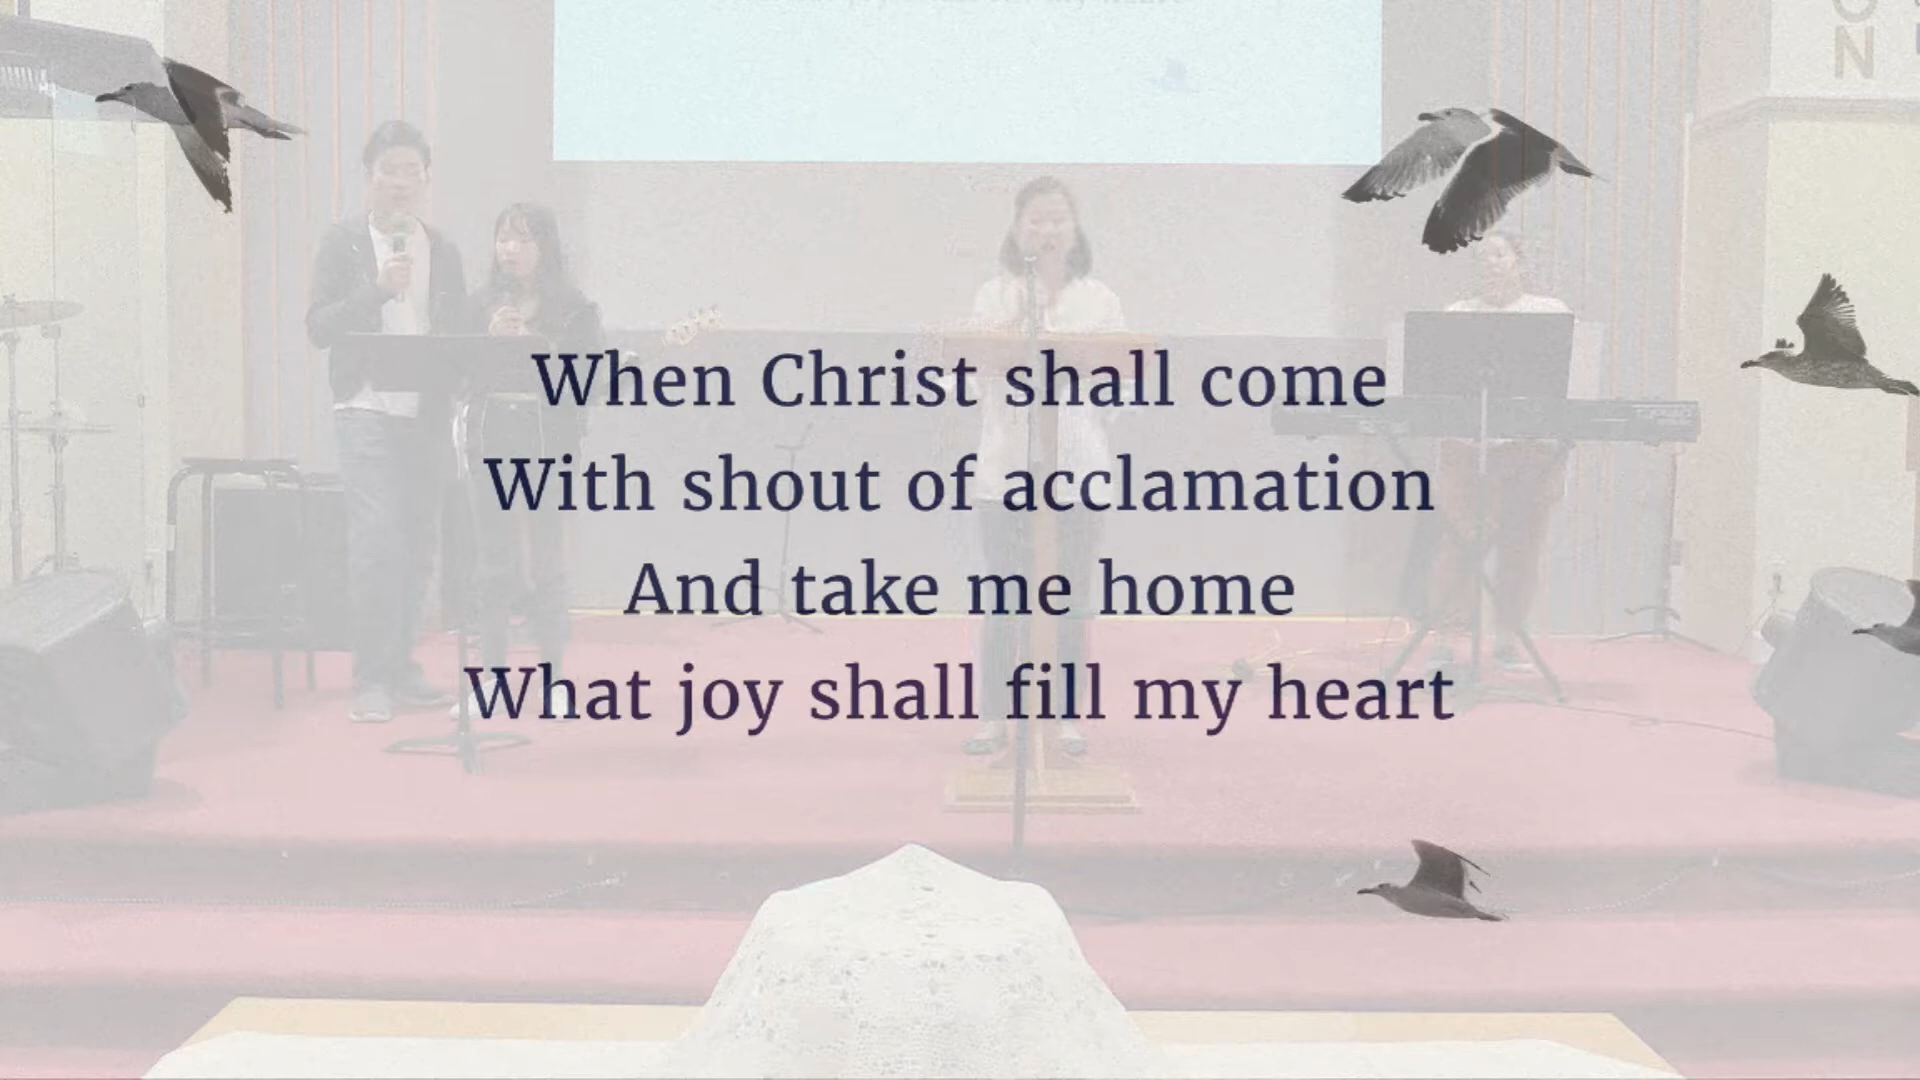 When Christ shall come
With shout of acclamation
And take me home
What joy shall fill my heart